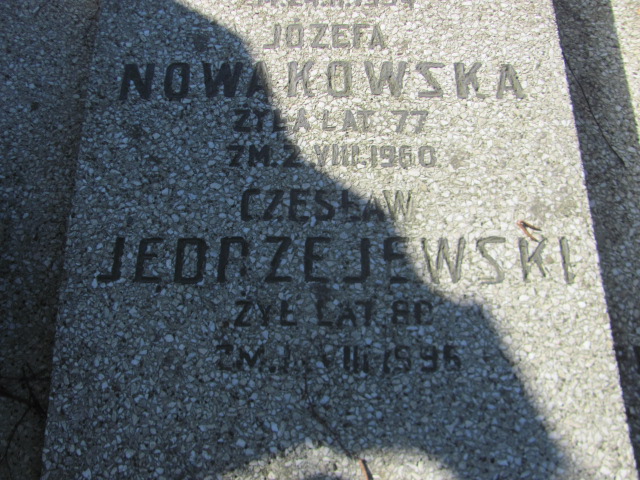 JÓZEFA
NOWAKOWSKA
ŻYŁA LAT 77
ZM. 2.VIII.1960
CZESŁAW
JĘDRZEJEWSKI
ŻYŁ LAT 80